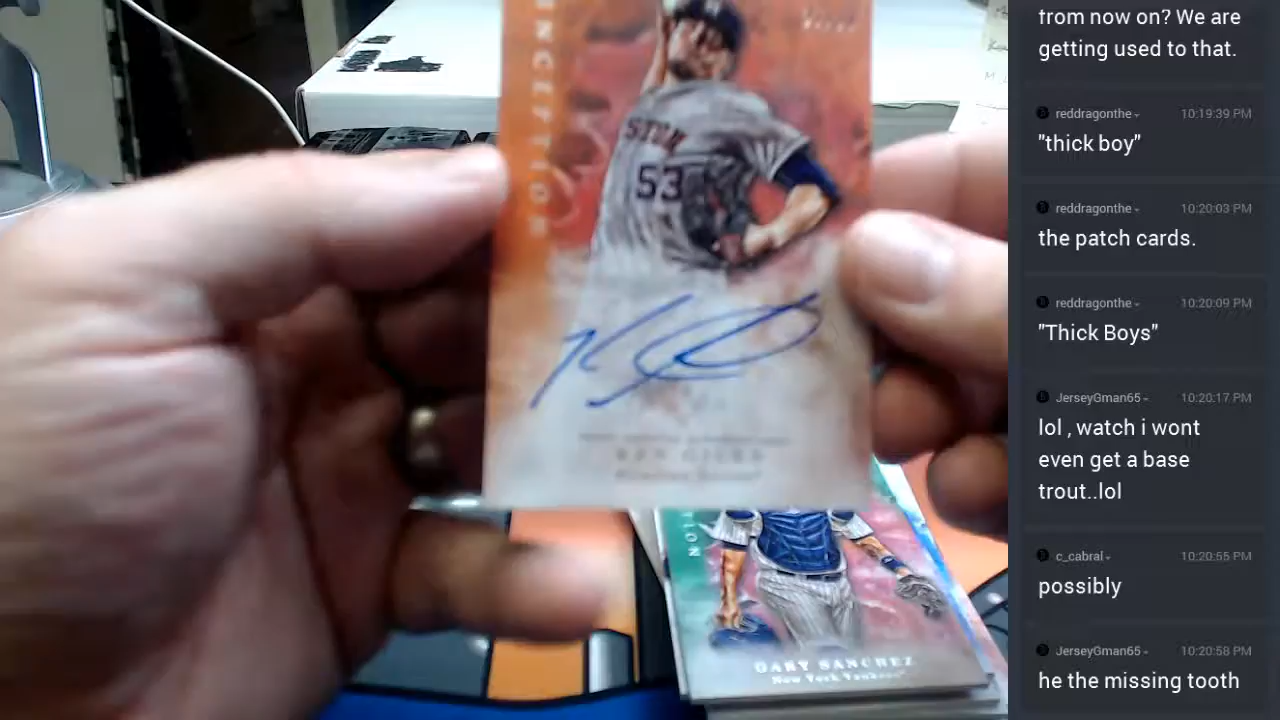 INCEPTION
STON
53
KEN GILES
GARY SANCHEZ
New York Yankees
from now on? We are
getting used to that.
reddragonthe 10:19:39 PM
"thick boy"
reddragonthe 10:20:03 PM
the patch cards.
reddragonthe 10:20:09 PM
"Thick Boys"
JerseyGman65 10:20:17 PM
lol , watch i wont
even get a base
trout..lol
c_cabral 10:20:55 PM
possibly
JerseyGman65 10:20:58 PM
he the missing tooth